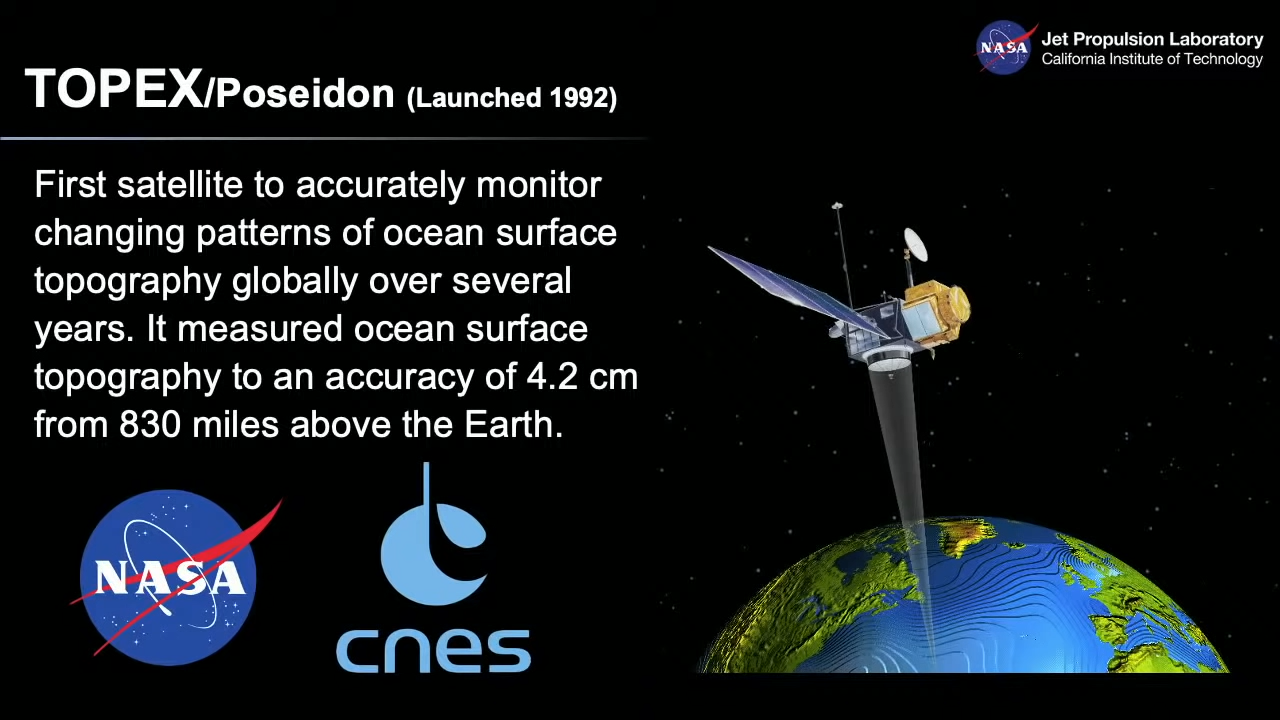 NASA
Jet Propulsion Laboratory
California Institute of Technology
TOPEX/Poseidon (Launched 1992)
First satellite to accurately monitor
changing patterns of ocean surface
topography globally over several
years. It measured ocean surface
topography to an accuracy of 4.2 cm
from 830 miles above the Earth.
NASA
cnes